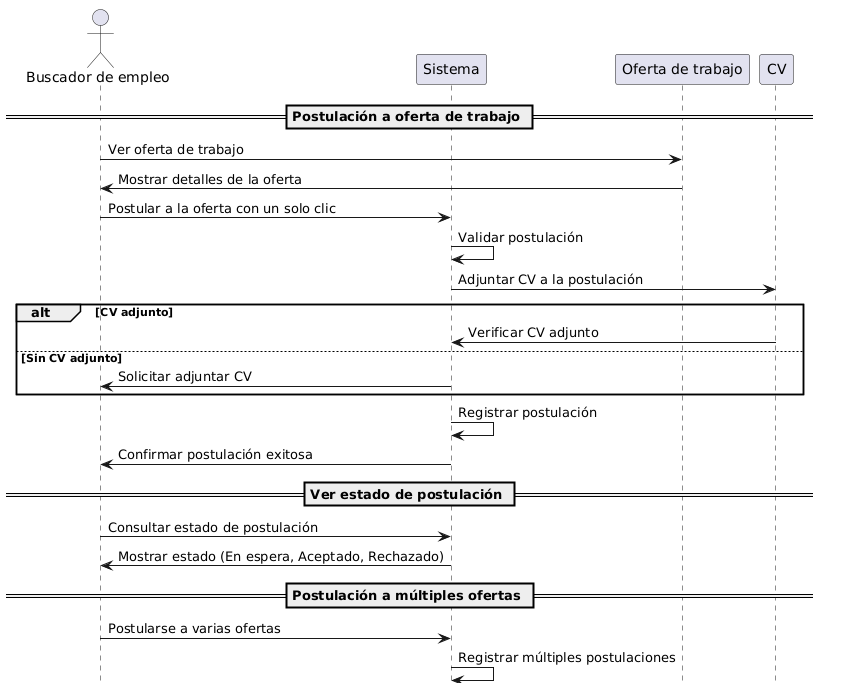 Buscador de empleo
Sistema
Oferta de trabajo
CV
Postulación a oferta de trabajo
Ver oferta de trabajo
Mostrar detalles de la oferta
Postular a la oferta con un solo clic
Validar postulación
Adjuntar CV a la postulación
alt
[CV adjunto]
Verificar CV adjunto
[Sin CV adjunto]
Solicitar adjuntar CV
Registrar postulación
Confirmar postulación exitosa
Ver estado de postulación
Consultar estado de postulación
Mostrar estado (En espera, Aceptado, Rechazado)
Postulación a múltiples ofertas
Postularse a varias ofertas
Registrar múltiples postulaciones